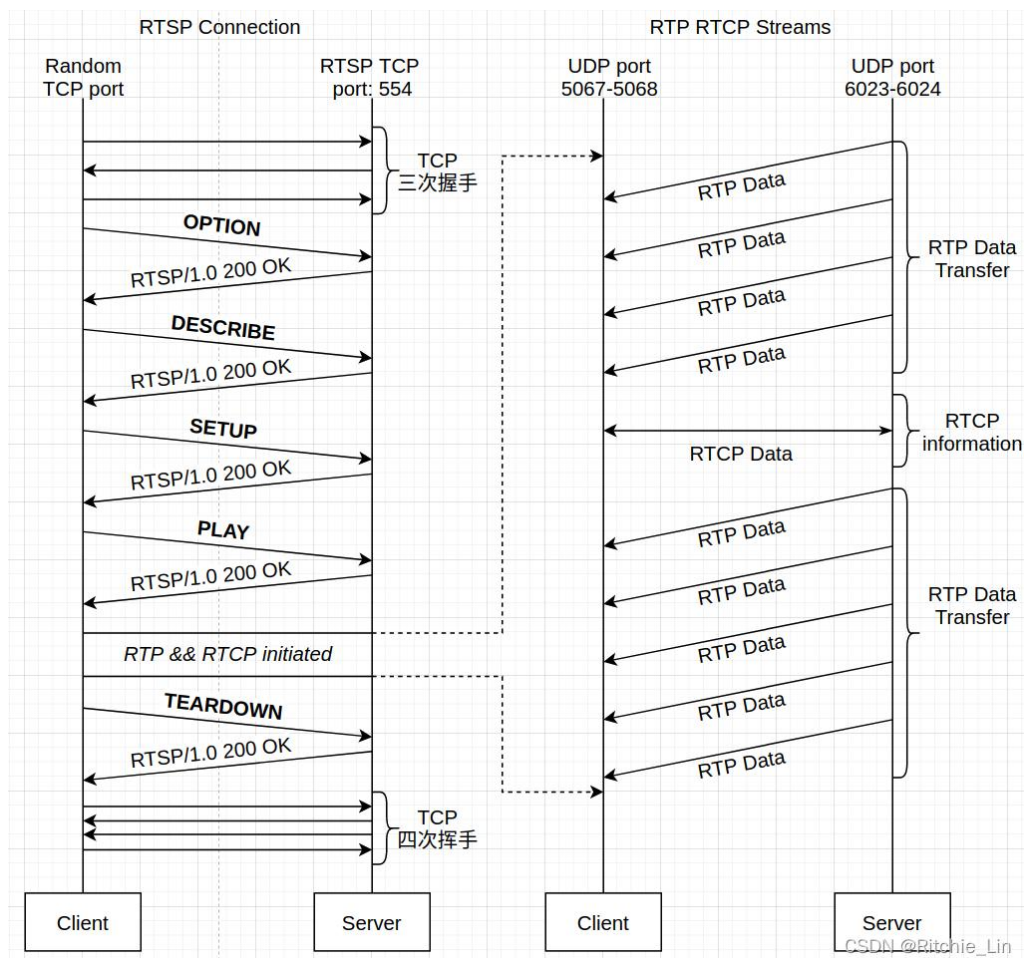 RTSP Connection
RTP RTCP Streams
Random
TCP port
RTSP TCP
port: 554
UDP port
5067-5068
UDP port
6023-6024
TCP
三次握手
OPTION
RTSP/1.0 200 OK
DESCRIBE
RTSP/1.0 200 OK
SETUP
RTSP/1.0 200 OK
PLAY
RTSP/1.0 200 OK
RTP && RTCP initiated
TEARDOWN
RTSP/1.0 200 OK
TCP
四次挥手
Client
Server
RTP Data
RTP Data
RTP Data
RTP Data
RTP Data
Transfer
RTCP Data
RTCP
information
RTP Data
RTP Data
RTP Data
RTP Data
RTP Data
RTP Data
Transfer
Client
Server
CSDN @Ritchie_Lin